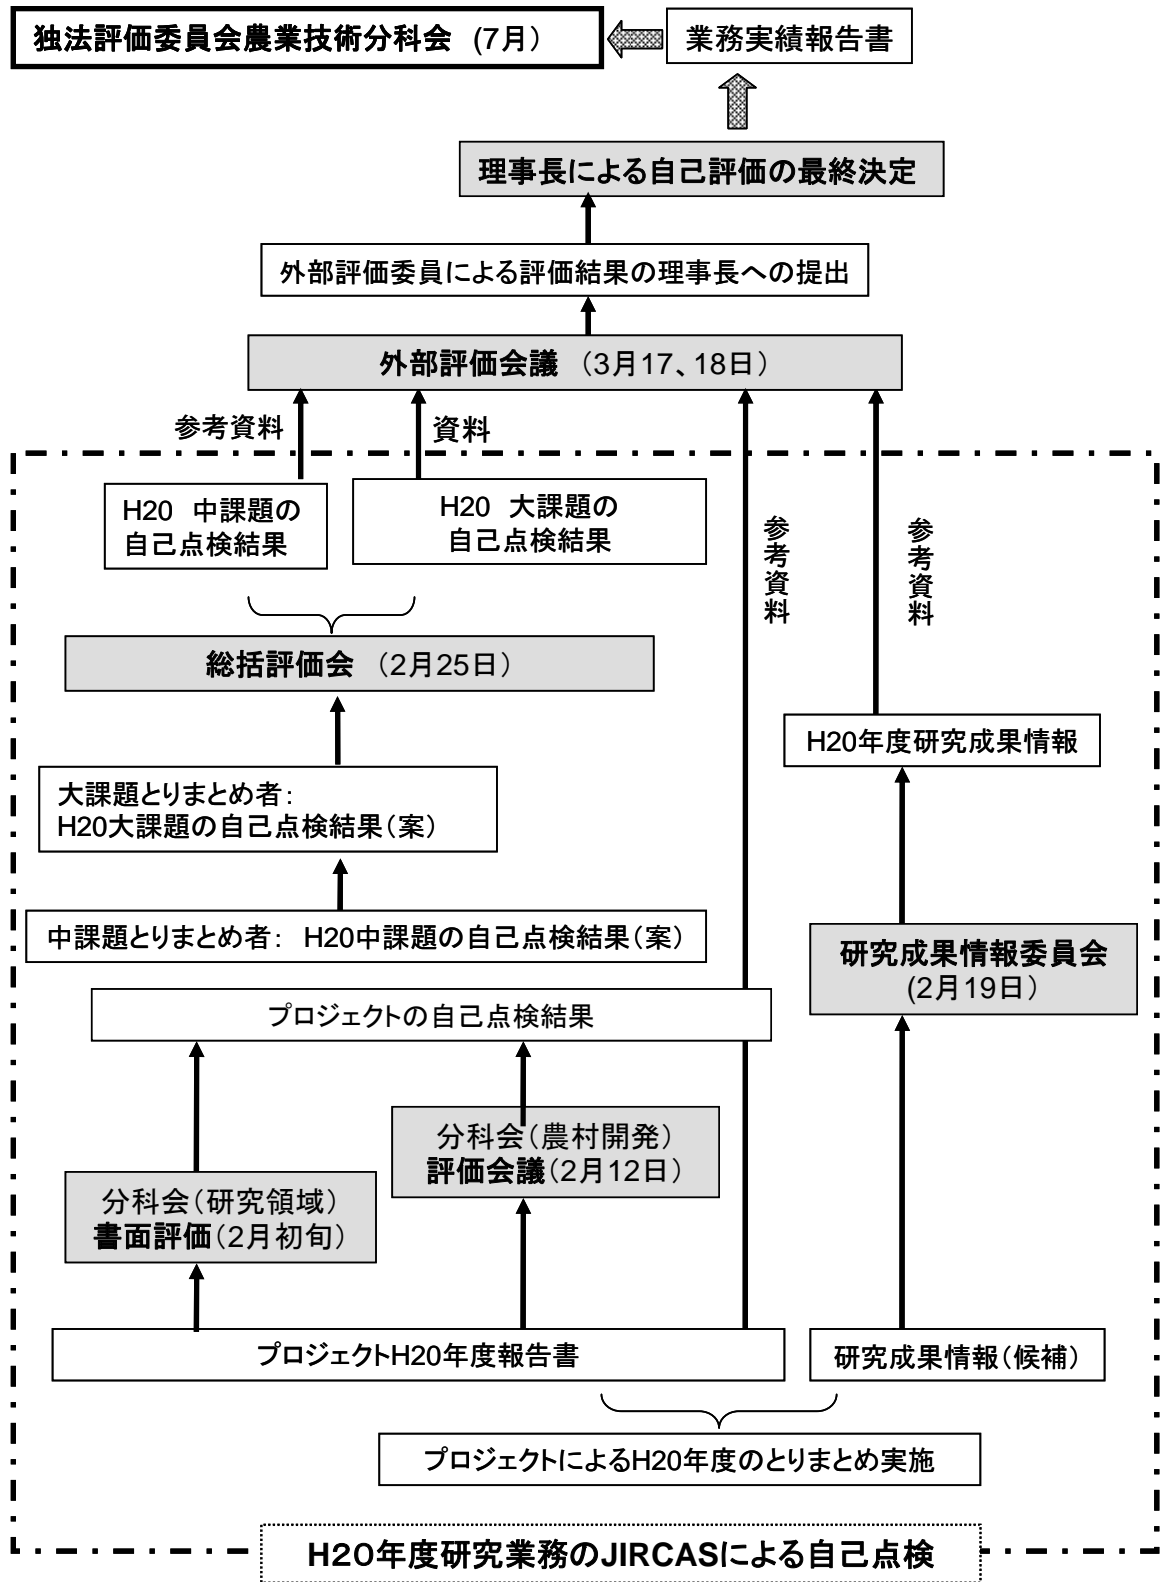 独法評価委員会農業技術分科会 (7月)
業務実績報告書
理事長による自己評価の最終決定
外部評価委員による評価結果の理事長への提出
外部評価会議 (3月17、18日)
参考資料
資料
H20 中課題の
自己点検結果
H20 大課題の
自己点検結果
参考資料
参考資料
総括評価会 (2月25日)
H20年度研究成果情報
大課題とりまとめ者:
H20大課題の自己点検結果(案)
中課題とりまとめ者: H20中課題の自己点検結果(案)
研究成果情報委員会
(2月19日)
プロジェクトの自己点検結果
分科会(農村開発)
評価会議(2月12日)
分科会(研究領域)
書面評価(2月初旬)
プロジェクトH20年度報告書
研究成果情報(候補)
プロジェクトによるH20年度のとりまとめ実施
H20年度研究業務のJIRCASによる自己点検